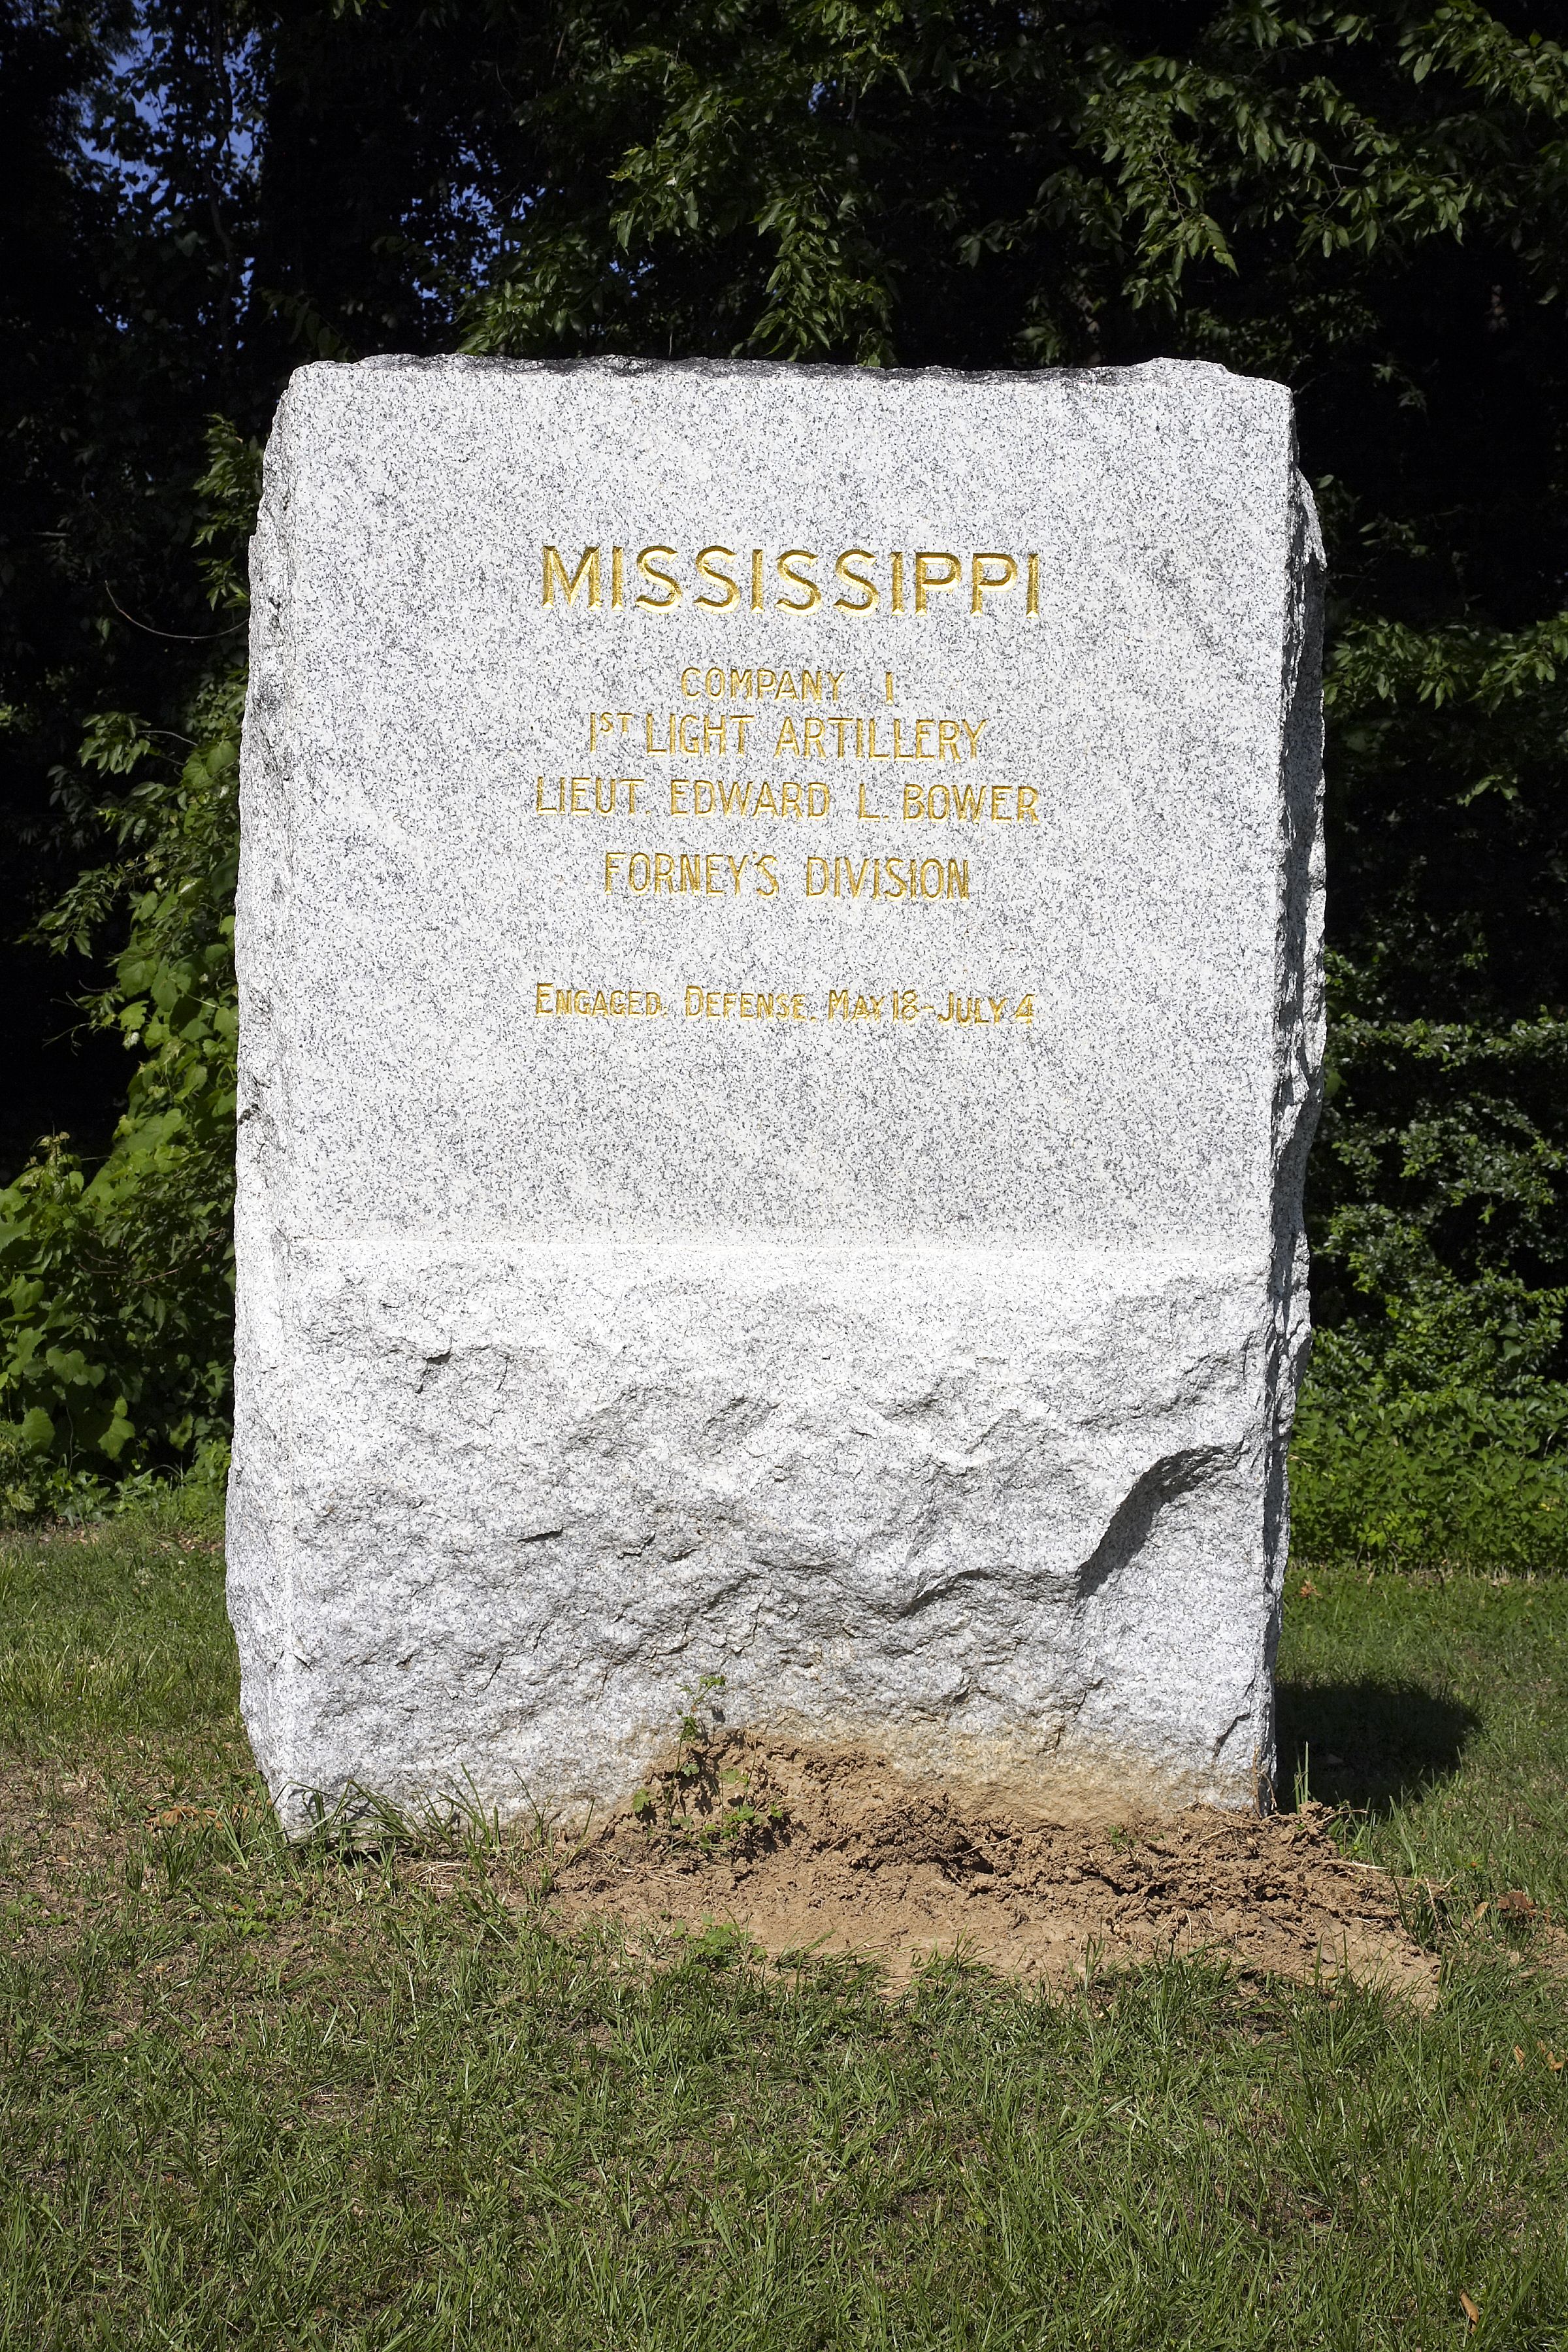 MISSISSIPPI
COMPANY I
1ST LIGHT ARTILLERY
LIEUT. EDWARD L. BOWER
FORNEY'S DIVISION
ENGAGED: DEFENSE, MAY 18-JULY 4